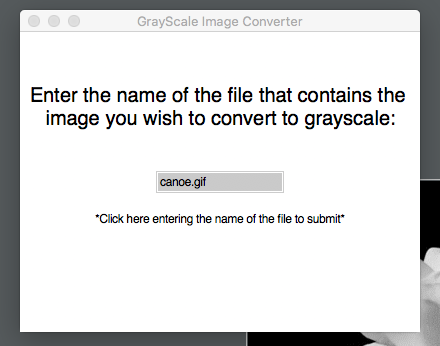 GrayScale Image Converter
Enter the name of the file that contains the
image you wish to convert to grayscale:
canoe.gif
*Click here entering the name of the file to submit*